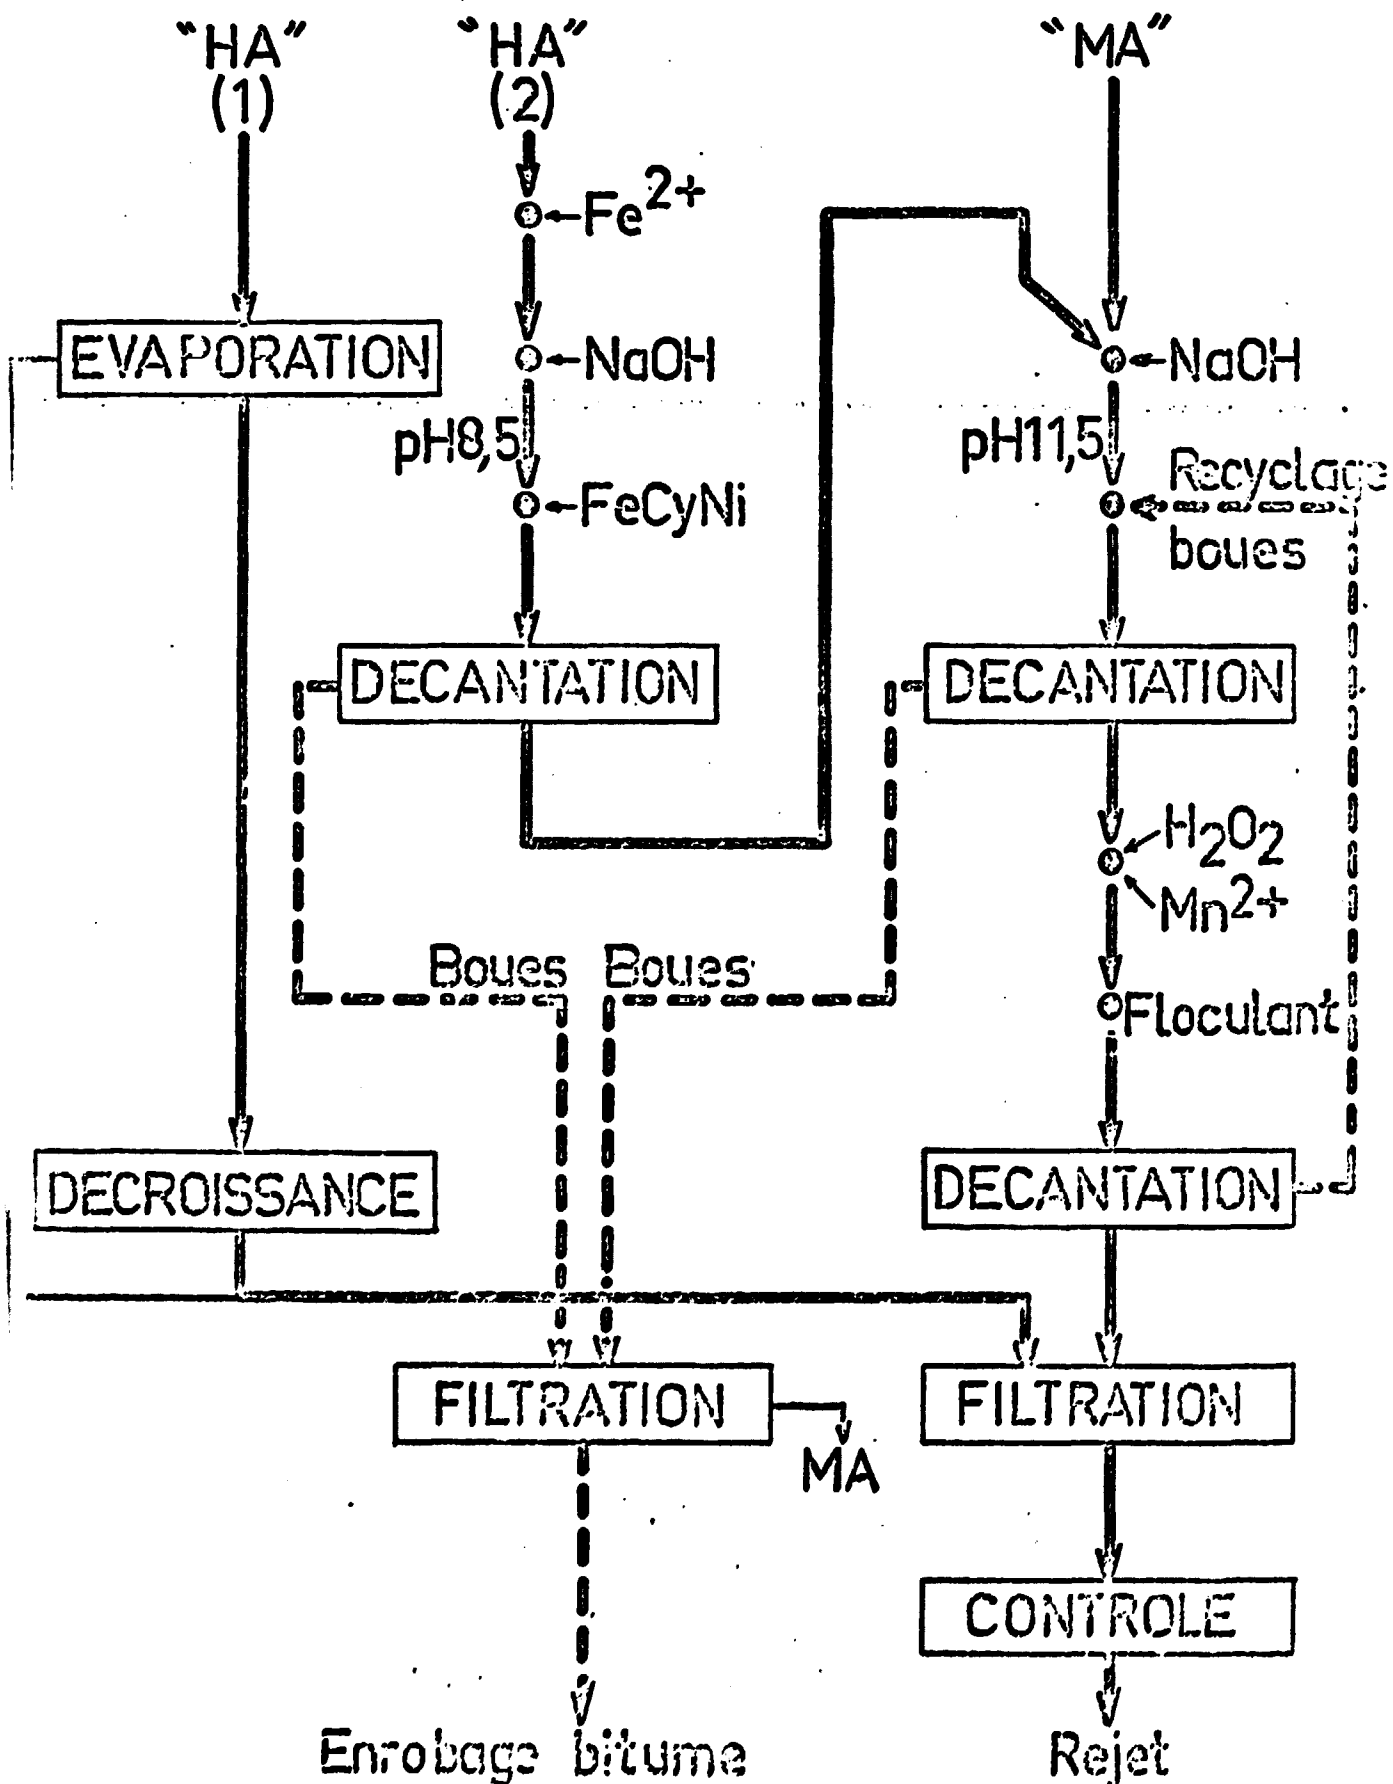 "HA" "HA" "MA"
(1) (2)
Fe2+
EVAPORATION
NaOH
NaOH
pH8,5
pH11,5
Recyclage
boues
FeCyNi
DECANTATION
DECANTATION
H2O2
Mn2+
Boues
Boues
Floculant
DECROISSANCE
DECANTATION
FILTRATION
FILTRATION
MA
CONTROLE
Enrobage bitume
Rejet